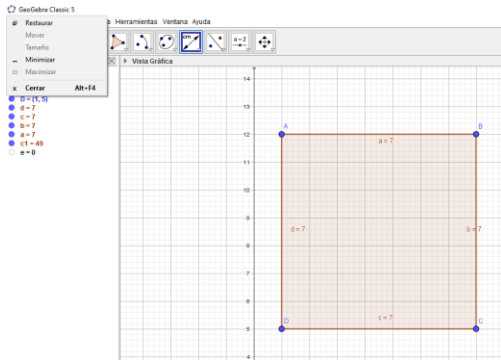 GeoGebra Classic 5
Restaurar
Mover
Tamaño
Minimizar
Maximizar
Cerrar Alt+F4
s Herramientas Ventana Ayuda
cm
a=2
Vista Gráfica
D = (1, 5)
d = 7
c = 7
b = 7
a = 7
c1 = 49
e = 0
14
13
12
11
10
9
8
7
6
5
4
A
B
a = 7
d = 7
b = 7
c = 7
D
C